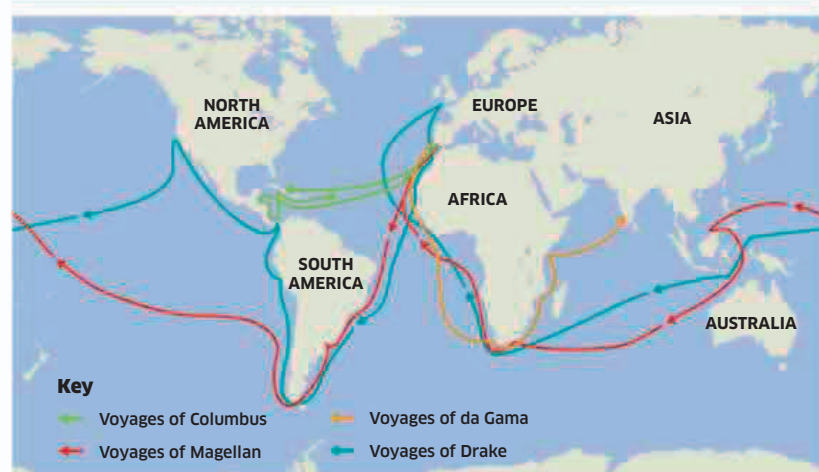 NORTH
AMERICA
EUROPE
ASIA
AFRICA
SOUTH
AMERICA
AUSTRALIA
Key
Voyages of Columbus
Voyages of da Gama
Voyages of Magellan
Voyages of Drake